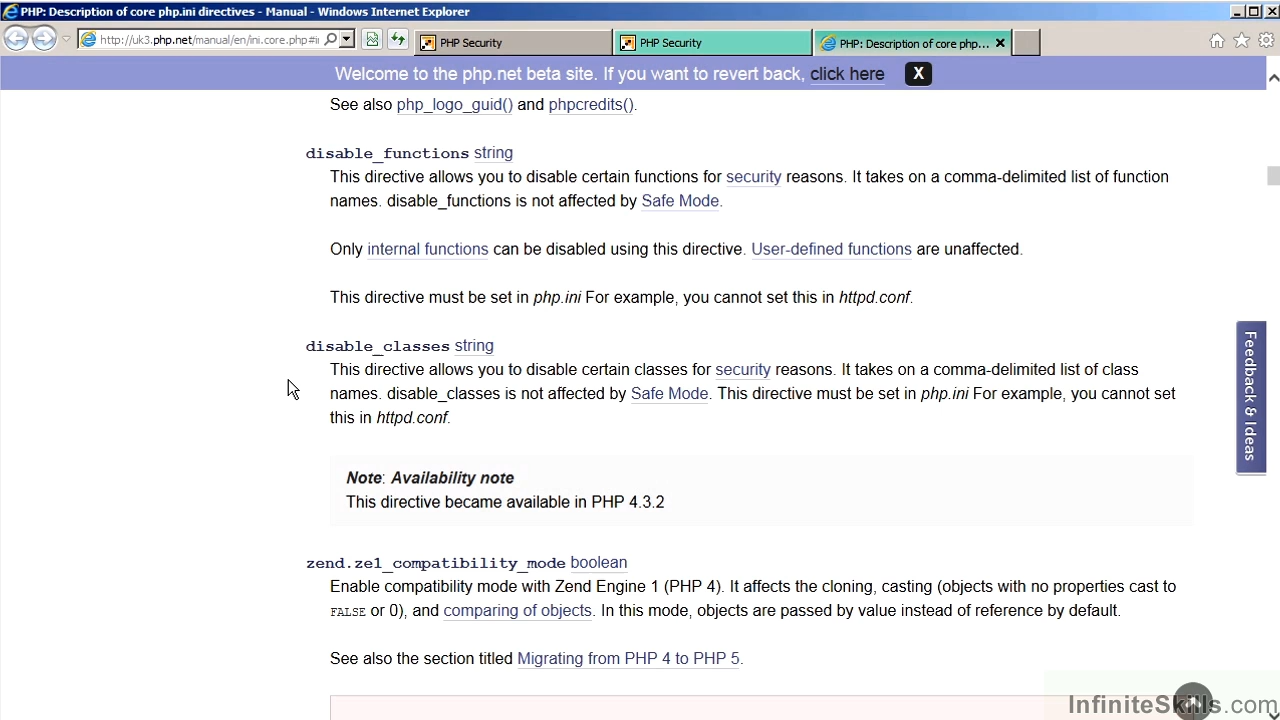 PHP: Description of core php.ini directives - Manual - Windows Internet Explorer
http://uk3.php.net/manual/en/ini.core.php#in
PHP Security
PHP Security
PHP: Description of core php...
Welcome to the php.net beta site. If you want to revert back, click here X
See also php_logo_guid() and phpcredits().
disable_functions string
This directive allows you to disable certain functions for security reasons. It takes on a comma-delimited list of function
names. disable_functions is not affected by Safe Mode.
Only internal functions can be disabled using this directive. User-defined functions are unaffected.
This directive must be set in php.ini For example, you cannot set this in httpd.conf.
disable_classes string
This directive allows you to disable certain classes for security reasons. It takes on a comma-delimited list of class
names. disable_classes is not affected by Safe Mode. This directive must be set in php.ini For example, you cannot set
this in httpd.conf.
Note: Availability note
This directive became available in PHP 4.3.2
zend.ze1_compatibility_mode boolean
Enable compatibility mode with Zend Engine 1 (PHP 4). It affects the cloning, casting (objects with no properties cast to
FALSE or 0), and comparing of objects. In this mode, objects are passed by value instead of reference by default.
See also the section titled Migrating from PHP 4 to PHP 5.
Feedback & Ideas
InfiniteSkills.com